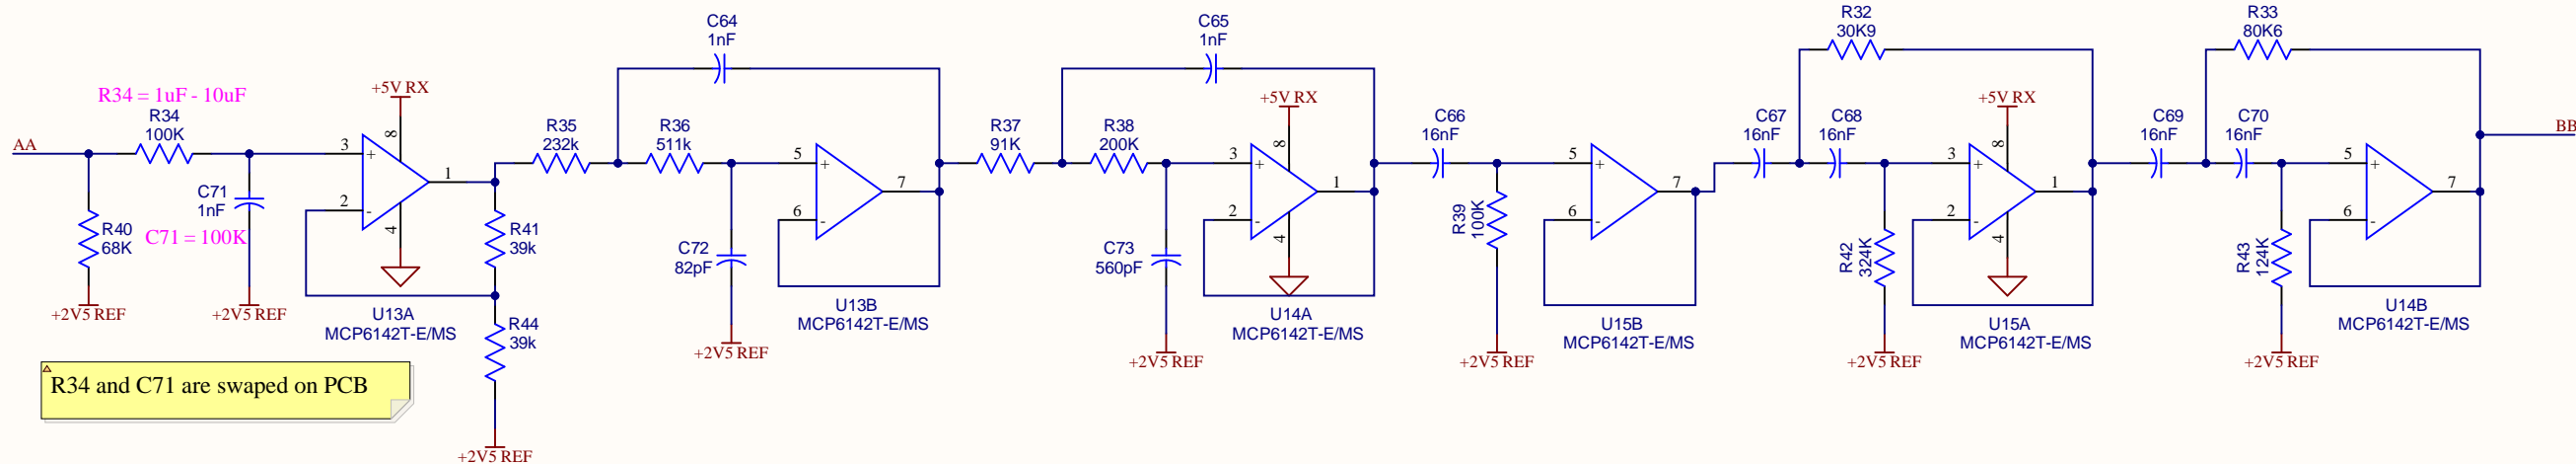 AA
R34 = 1uF - 10uF
R34
100K
R40
68K
+2V5 REF
C71
1nF
C71 = 100K
+2V5 REF
+5V RX
3
+
8
1
2
-
4
U13A
MCP6142T-E/MS
R41
39k
R44
39k
+2V5 REF
R34 and C71 are swaped on PCB
R35
232k
R36
511k
C64
1nF
C72
82pF
+2V5 REF
5
+
7
6
-
U13B
MCP6142T-E/MS
R37
91K
R38
200K
C65
1nF
C73
560pF
+2V5 REF
+5V RX
3
+
8
1
2
-
4
U14A
MCP6142T-E/MS
C66
16nF
R39
100K
+2V5 REF
5
+
7
6
-
U15B
MCP6142T-E/MS
C67
16nF
C68
16nF
R32
30K9
R42
324K
+2V5 REF
+5V RX
3
+
8
1
2
-
4
U15A
MCP6142T-E/MS
C69
16nF
C70
16nF
R33
80K6
R43
124K
+2V5 REF
5
+
7
6
-
U14B
MCP6142T-E/MS
BB